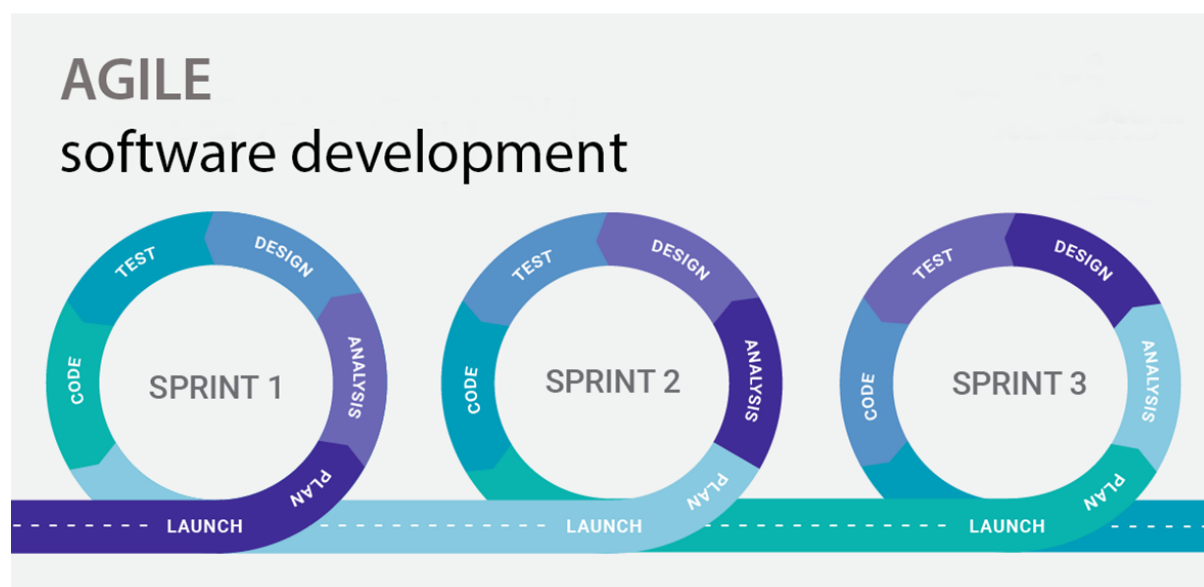 AGILE
software development
TEST
DESIGN
CODE
SPRINT 1
ANALYSIS
PLAN
LAUNCH
TEST
DESIGN
CODE
SPRINT 2
ANALYSIS
PLAN
LAUNCH
TEST
DESIGN
CODE
SPRINT 3
ANALYSIS
PLAN
LAUNCH